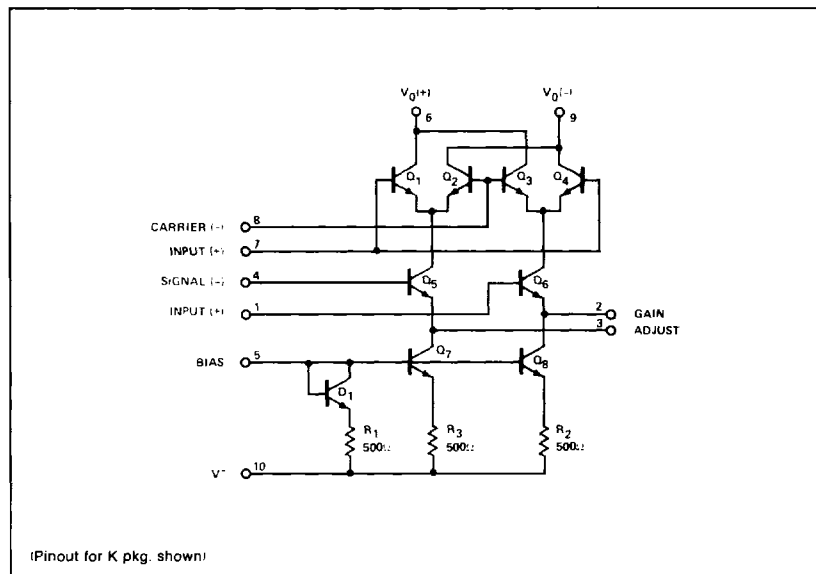 V₀(+) V₀(−)
6 9
Q₁ Q₂ Q₃ Q₄
CARRIER (−) 8
INPUT (+) 7
SIGNAL (−) 4 Q₅ Q₆
INPUT (+) 1
2 GAIN
3 ADJUST
BIAS 5 Q₇ Q₈
D₁
R₁ R₃ R₂
500Ω 500Ω 500Ω
V⁻ 10
(Pinout for K pkg. shown)